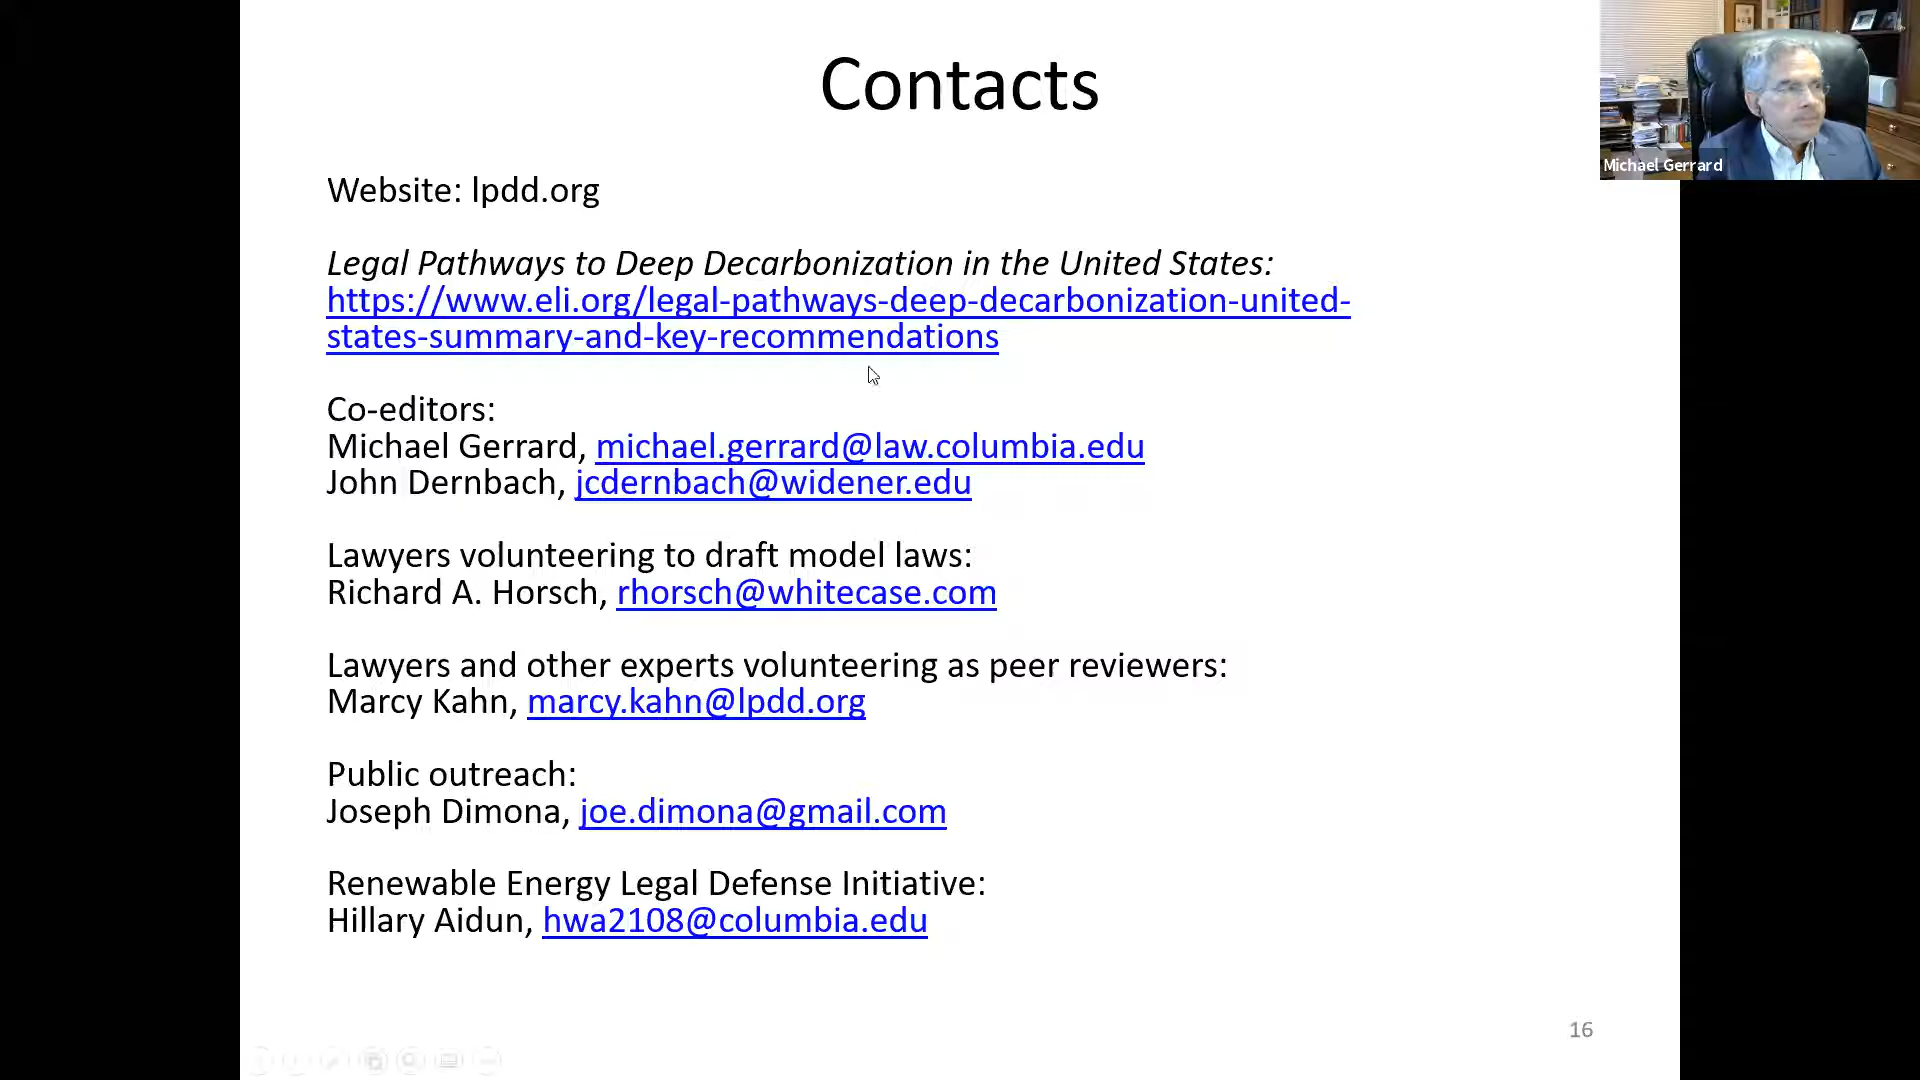 Contacts
Michael Gerrard
Website: lpdd.org
Legal Pathways to Deep Decarbonization in the United States:
https://www.eli.org/legal-pathways-deep-decarbonization-united-
states-summary-and-key-recommendations
Co-editors:
Michael Gerrard, michael.gerrard@law.columbia.edu
John Dernbach, jcdernbach@widener.edu
Lawyers volunteering to draft model laws:
Richard A. Horsch, rhorsch@whitecase.com
Lawyers and other experts volunteering as peer reviewers:
Marcy Kahn, marcy.kahn@lpdd.org
Public outreach:
Joseph Dimona, joe.dimona@gmail.com
Renewable Energy Legal Defense Initiative:
Hillary Aidun, hwa2108@columbia.edu
16